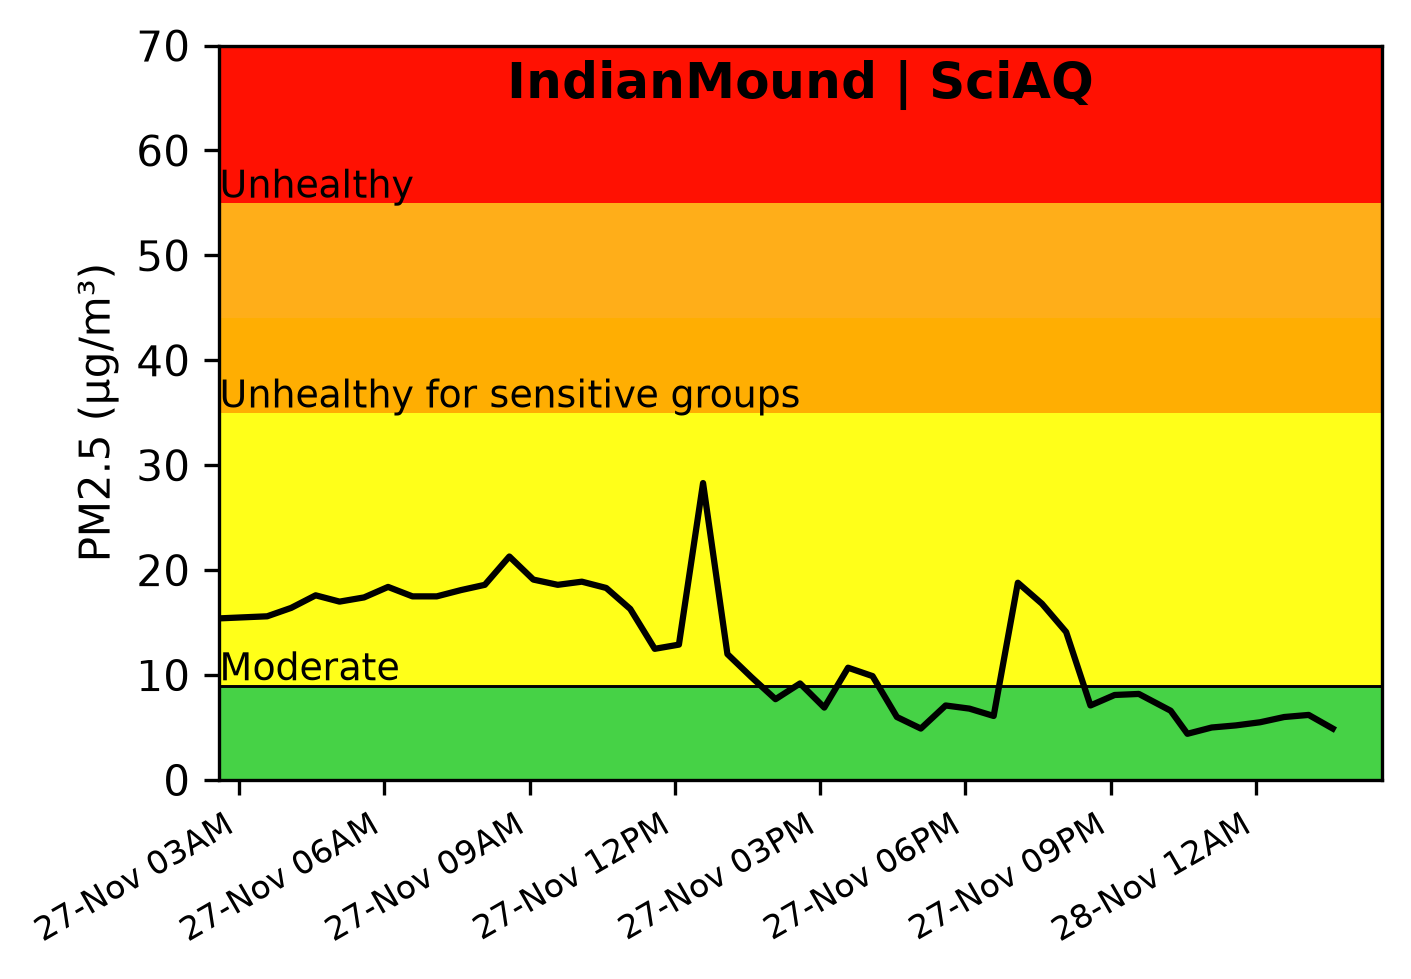 IndianMound | SciAQ
70
60
Unhealthy
50
40
Unhealthy for sensitive groups
30
20
Moderate
10
0
PM2.5 (µg/m³)
27-Nov 03AM
27-Nov 06AM
27-Nov 09AM
27-Nov 12PM
27-Nov 03PM
27-Nov 06PM
27-Nov 09PM
28-Nov 12AM